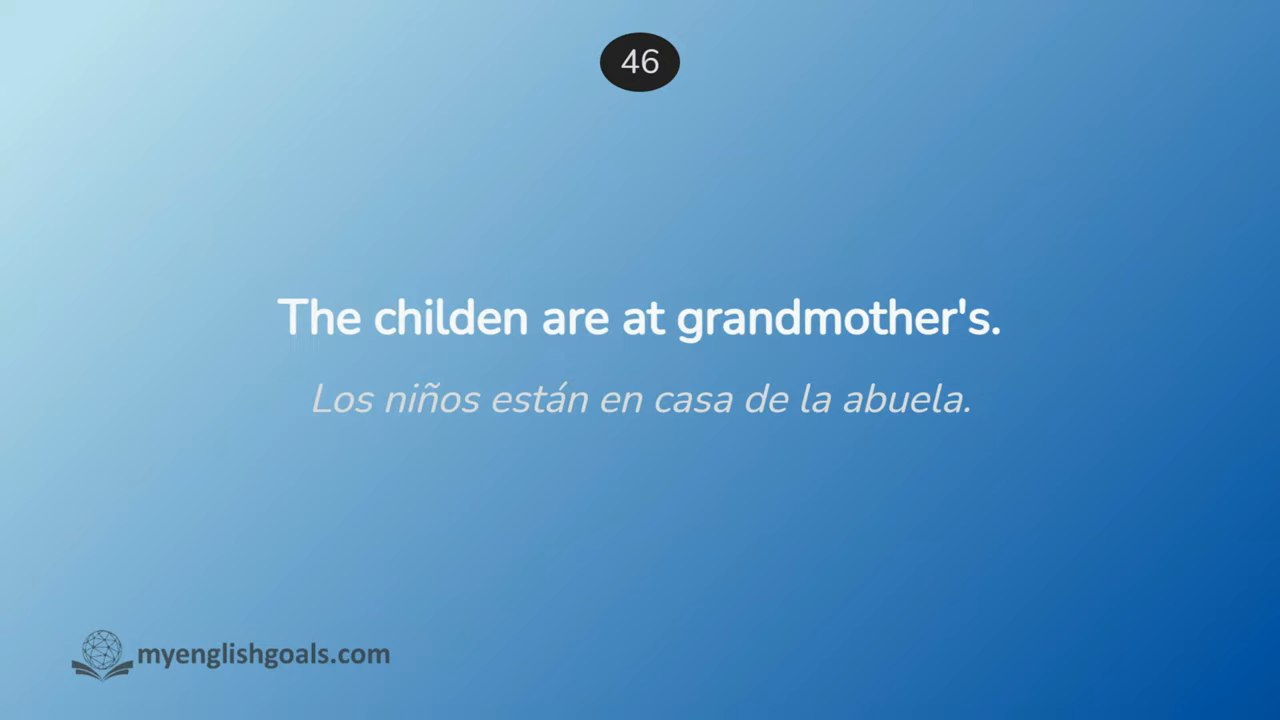 46
The childen are at grandmother's.
Los niños están en casa de la abuela.
myenglishgoals.com